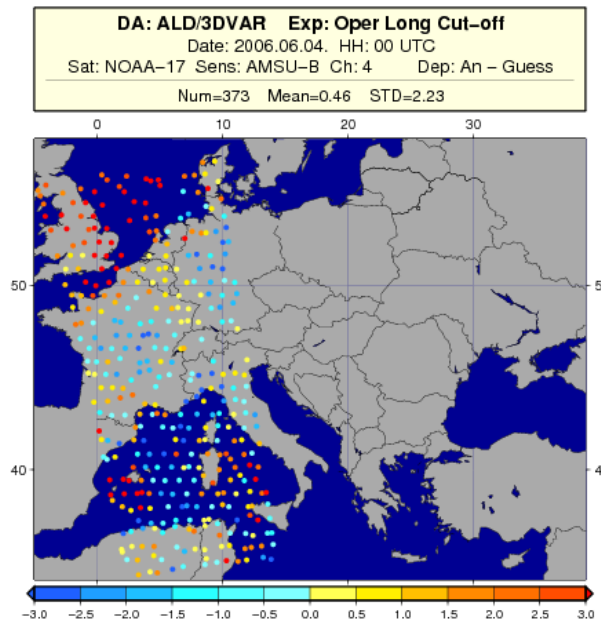 DA: ALD/3DVAR Exp: Oper Long Cut-off
Date: 2006.06.04. HH: 00 UTC
Sat: NOAA-17 Sens: AMSU-B Ch: 4 Dep: An - Guess
Num=373 Mean=0.46 STD=2.23
0 10 20 30
50 5
40 4
-3.0 -2.5 -2.0 -1.5 -1.0 -0.5 0.0 0.5 1.0 1.5 2.0 2.5 3.0